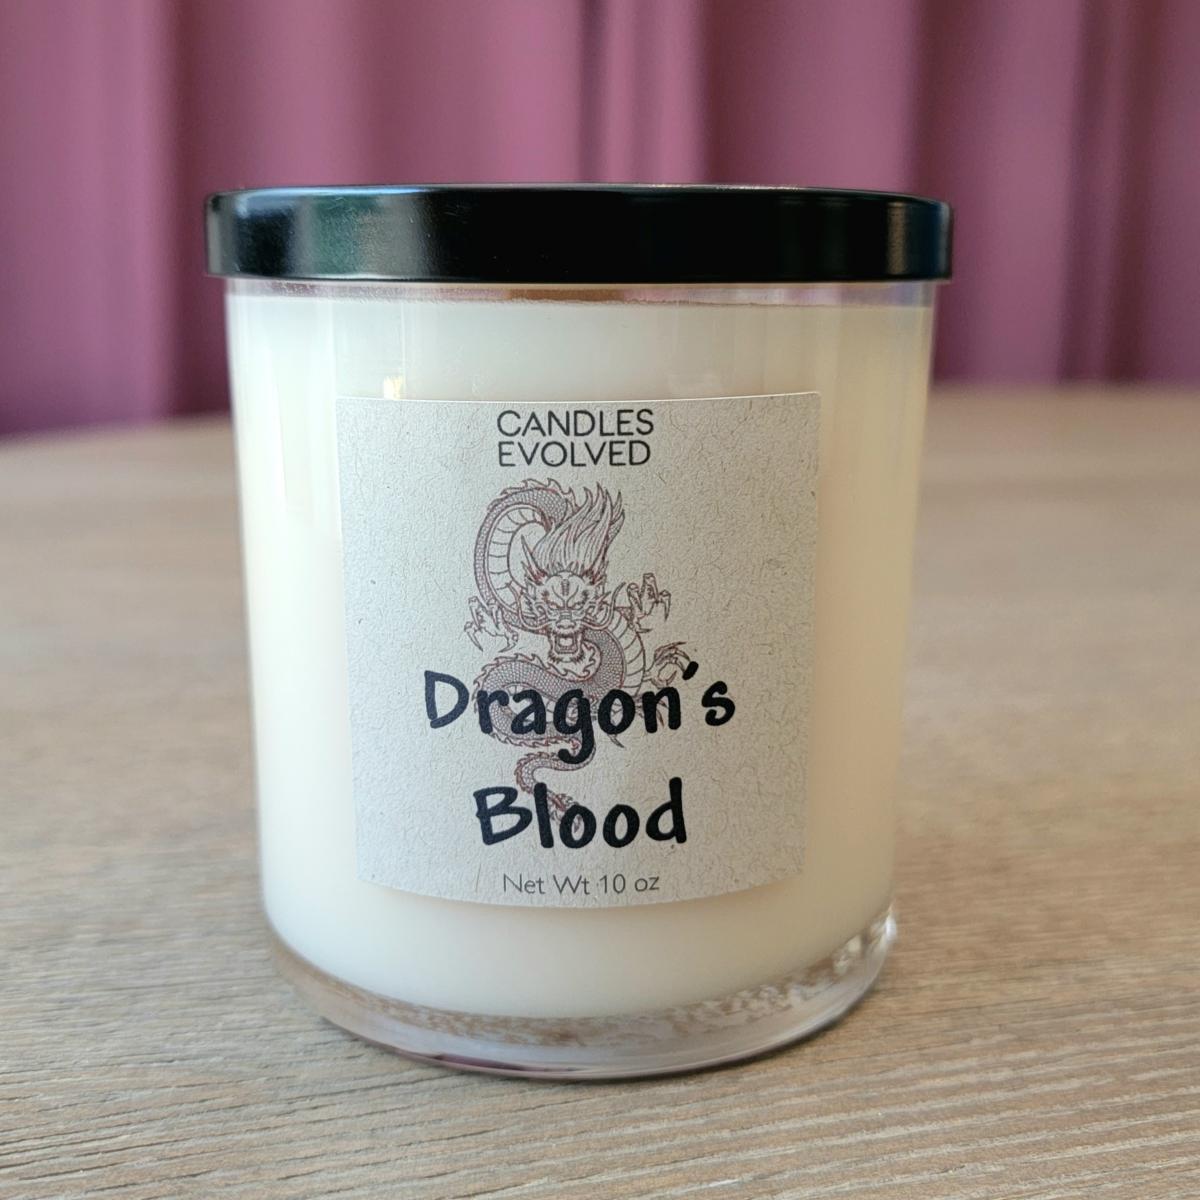 CANDLES
EVOLVED
Dragon's
Blood
Net Wt 10 oz